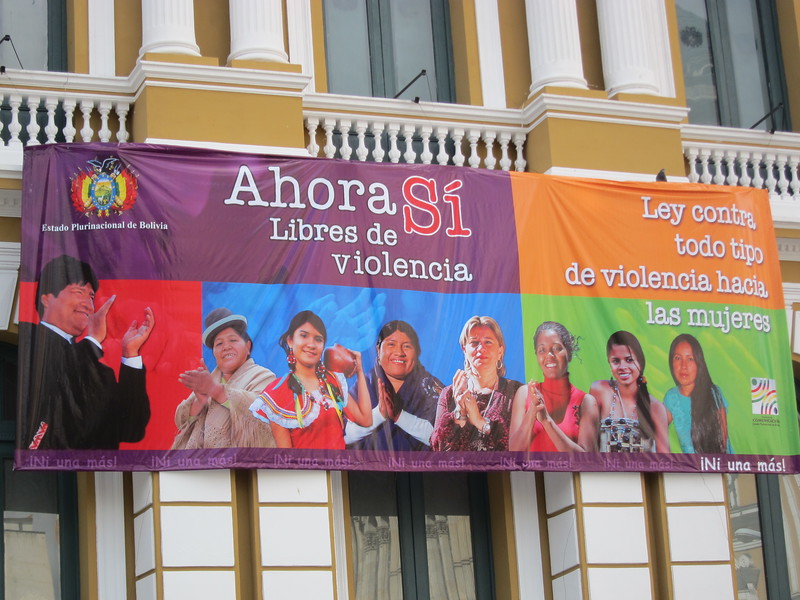 Estado Plurinacional de Bolivia
Ahora Sí
Libres de
violencia
Ley contra
todo tipo
de violencia hacia
las mujeres
¡Ni una más! ¡Ni una más! ¡Ni una más! ¡Ni una más! ¡Ni una más! ¡Ni una más! ¡Ni una más!